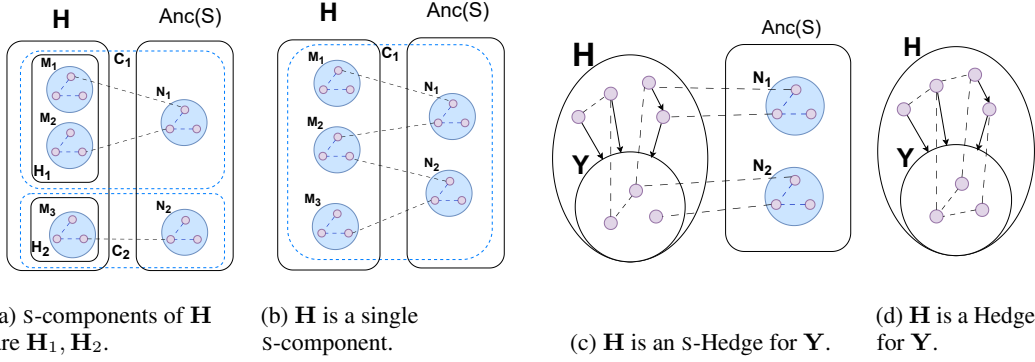 H
Anc(S)
M1
C1
N1
M2
H1
M3
N2
H2
C2
H
Anc(S)
M1
C1
N1
M2
N2
M3
Anc(S)
H
N1
Y
N2
H
Y
a) S-components of H
re H1, H2.
(b) H is a single
S-component.
(c) H is an S-Hedge for Y.
(d) H is a Hedge
for Y.